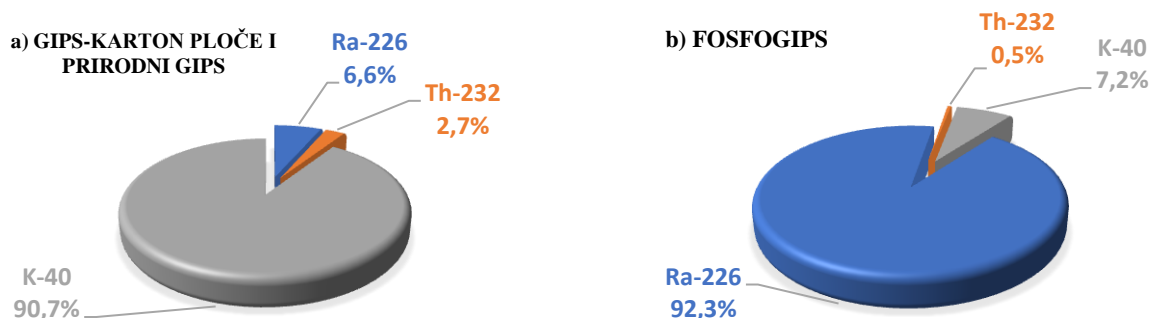 a) GIPS-KARTON PLOČE I
PRIRODNI GIPS
Ra-226
6,6%
Th-232
2,7%
K-40
90,7%
b) FOSFOGIPS
Th-232
0,5%
K-40
7,2%
Ra-226
92,3%